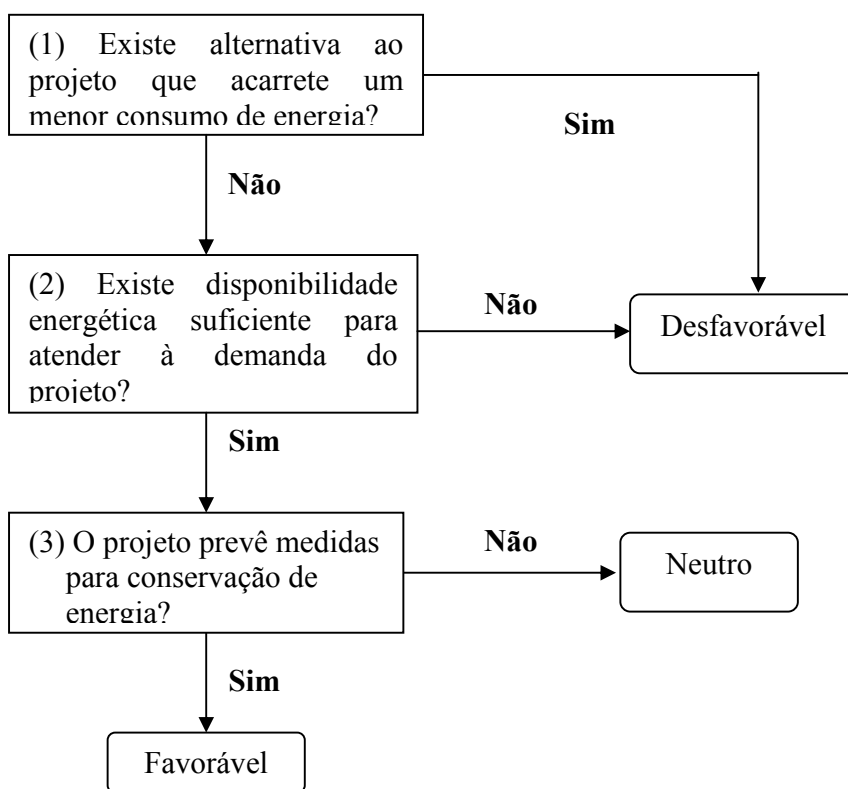 (1) Existe alternativa ao
projeto que acarrete um
menor consumo de energia?
Sim
Não
(2) Existe disponibilidade
energética suficiente para
atender à demanda do
projeto?
Não
Desfavorável
Sim
(3) O projeto prevê medidas
para conservação de
energia?
Não
Neutro
Sim
Favorável